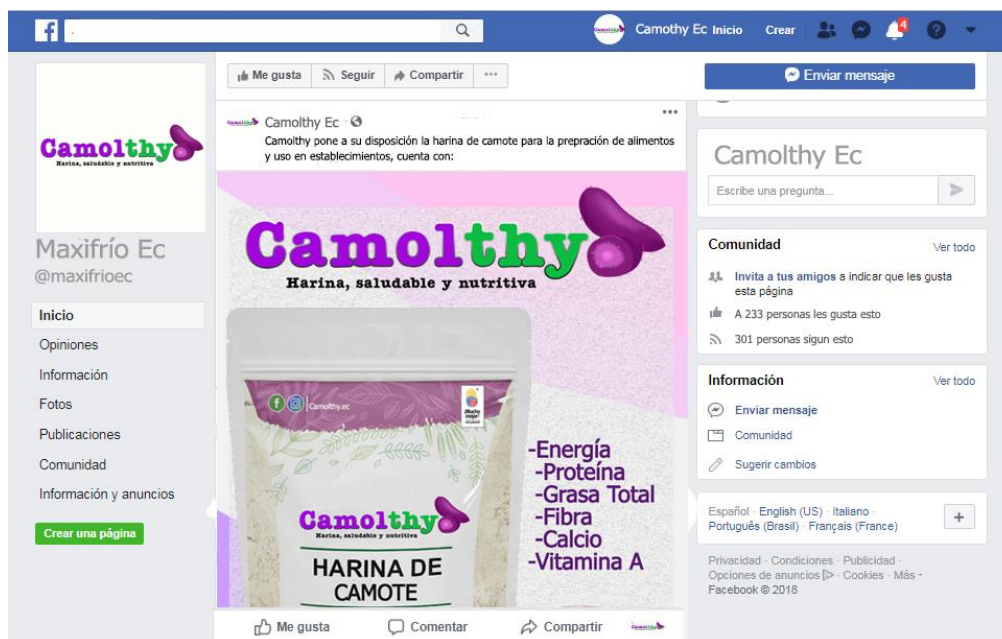 .
Camothy Ec Inicio Crear
4
Me gusta Seguir Compartir ...
Enviar mensaje
Camolthy
Harina, saludable y nutritiva
Maxifrío Ec
@maxifrioec
Inicio
Opiniones
Información
Fotos
Publicaciones
Comunidad
Información y anuncios
Crear una página
Camolthy Ec
Camolthy pone a su disposición la harina de camote para la prepración de alimentos
y uso en establecimientos, cuenta con:
Camolthy
Harina, saludable y nutritiva
Camolthy.ec
¡Mucho
mejor!
ECUADOR
Camolthy
Harina, saludable y nutritiva
HARINA DE
CAMOTE
-Energía
-Proteína
-Grasa Total
-Fibra
-Calcio
-Vitamina A
Me gusta Comentar Compartir
Camolthy Ec
Escribe una pregunta...
Comunidad Ver todo
Invita a tus amigos a indicar que les gusta
esta página
A 233 personas les gusta esto
301 personas sigun esto
Información Ver todo
Enviar mensaje
Comunidad
Sugerir cambios
Español · English (US) · Italiano ·
Português (Brasil) · Français (France)
Privacidad · Condiciones · Publicidad ·
Opciones de anuncios · Cookies · Más ·
Facebook © 2018